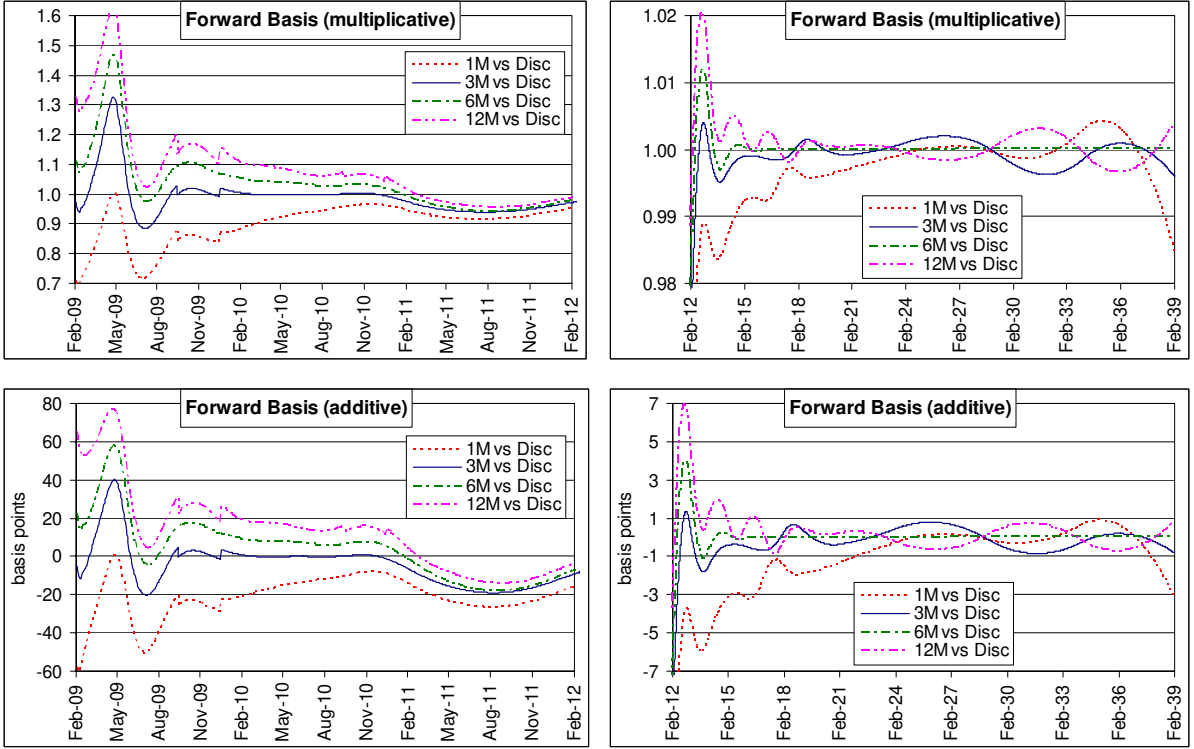 Forward Basis (multiplicative)
1.6
1.5
1.4
1.3
1.2
1.1
1.0
0.9
0.8
0.7
1M vs Disc
3M vs Disc
6M vs Disc
12M vs Disc
Feb-09
May-09
Aug-09
Nov-09
Feb-10
May-10
Aug-10
Nov-10
Feb-11
May-11
Aug-11
Nov-11
Feb-12
Forward Basis (multiplicative)
1.02
1.01
1.00
0.99
0.98
1M vs Disc
3M vs Disc
6M vs Disc
12M vs Disc
Feb-12
Feb-15
Feb-18
Feb-21
Feb-24
Feb-27
Feb-30
Feb-33
Feb-36
Feb-39
Forward Basis (additive)
80
60
40
20
0
-20
-40
-60
basis points
1M vs Disc
3M vs Disc
6M vs Disc
12M vs Disc
Feb-09
May-09
Aug-09
Nov-09
Feb-10
May-10
Aug-10
Nov-10
Feb-11
May-11
Aug-11
Nov-11
Feb-12
Forward Basis (additive)
7
5
3
1
-1
-3
-5
-7
basis points
1M vs Disc
3M vs Disc
6M vs Disc
12M vs Disc
Feb-12
Feb-15
Feb-18
Feb-21
Feb-24
Feb-27
Feb-30
Feb-33
Feb-36
Feb-39